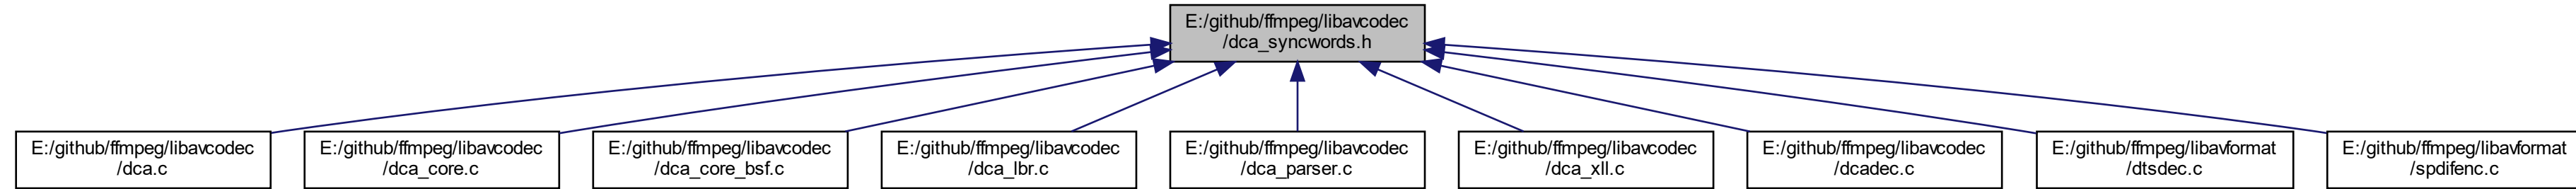 E:/github/ffmpeg/libavcodec
/dca_syncwords.h
E:/github/ffmpeg/libavcodec
/dca.c
E:/github/ffmpeg/libavcodec
/dca_core.c
E:/github/ffmpeg/libavcodec
/dca_core_bsf.c
E:/github/ffmpeg/libavcodec
/dca_lbr.c
E:/github/ffmpeg/libavcodec
/dca_parser.c
E:/github/ffmpeg/libavcodec
/dca_xll.c
E:/github/ffmpeg/libavcodec
/dcadec.c
E:/github/ffmpeg/libavformat
/dtsdec.c
E:/github/ffmpeg/libavformat
/spdifenc.c